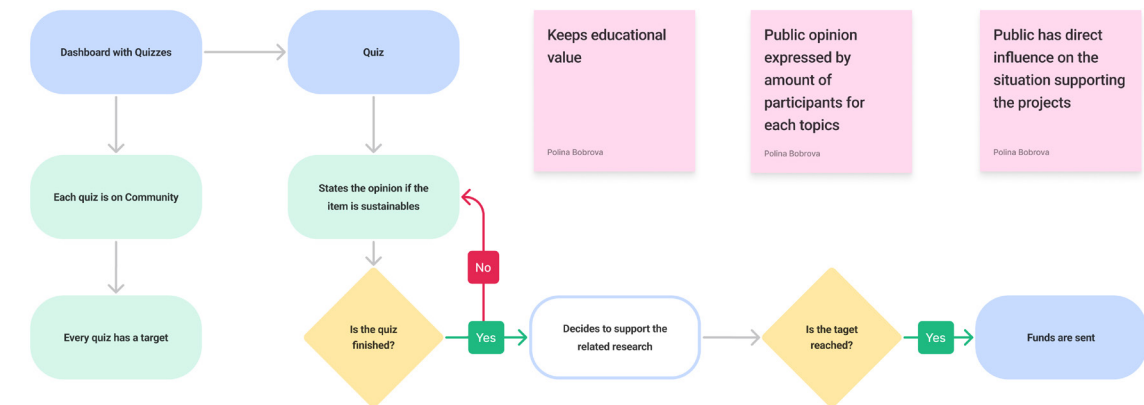 Dashboard with Quizzes
Quiz
Keeps educational
value
Polina Bobrova
Public opinion
expressed by
amount of
participants for
each topics
Polina Bobrova
Public has direct
influence on the
situation supporting
the projects
Polina Bobrova
Each quiz is on Community
States the opinion if the
item is sustainables
No
Every quiz has a target
Is the quiz
finished?
Yes
Decides to support the
related research
Is the taget
reached?
Yes
Funds are sent